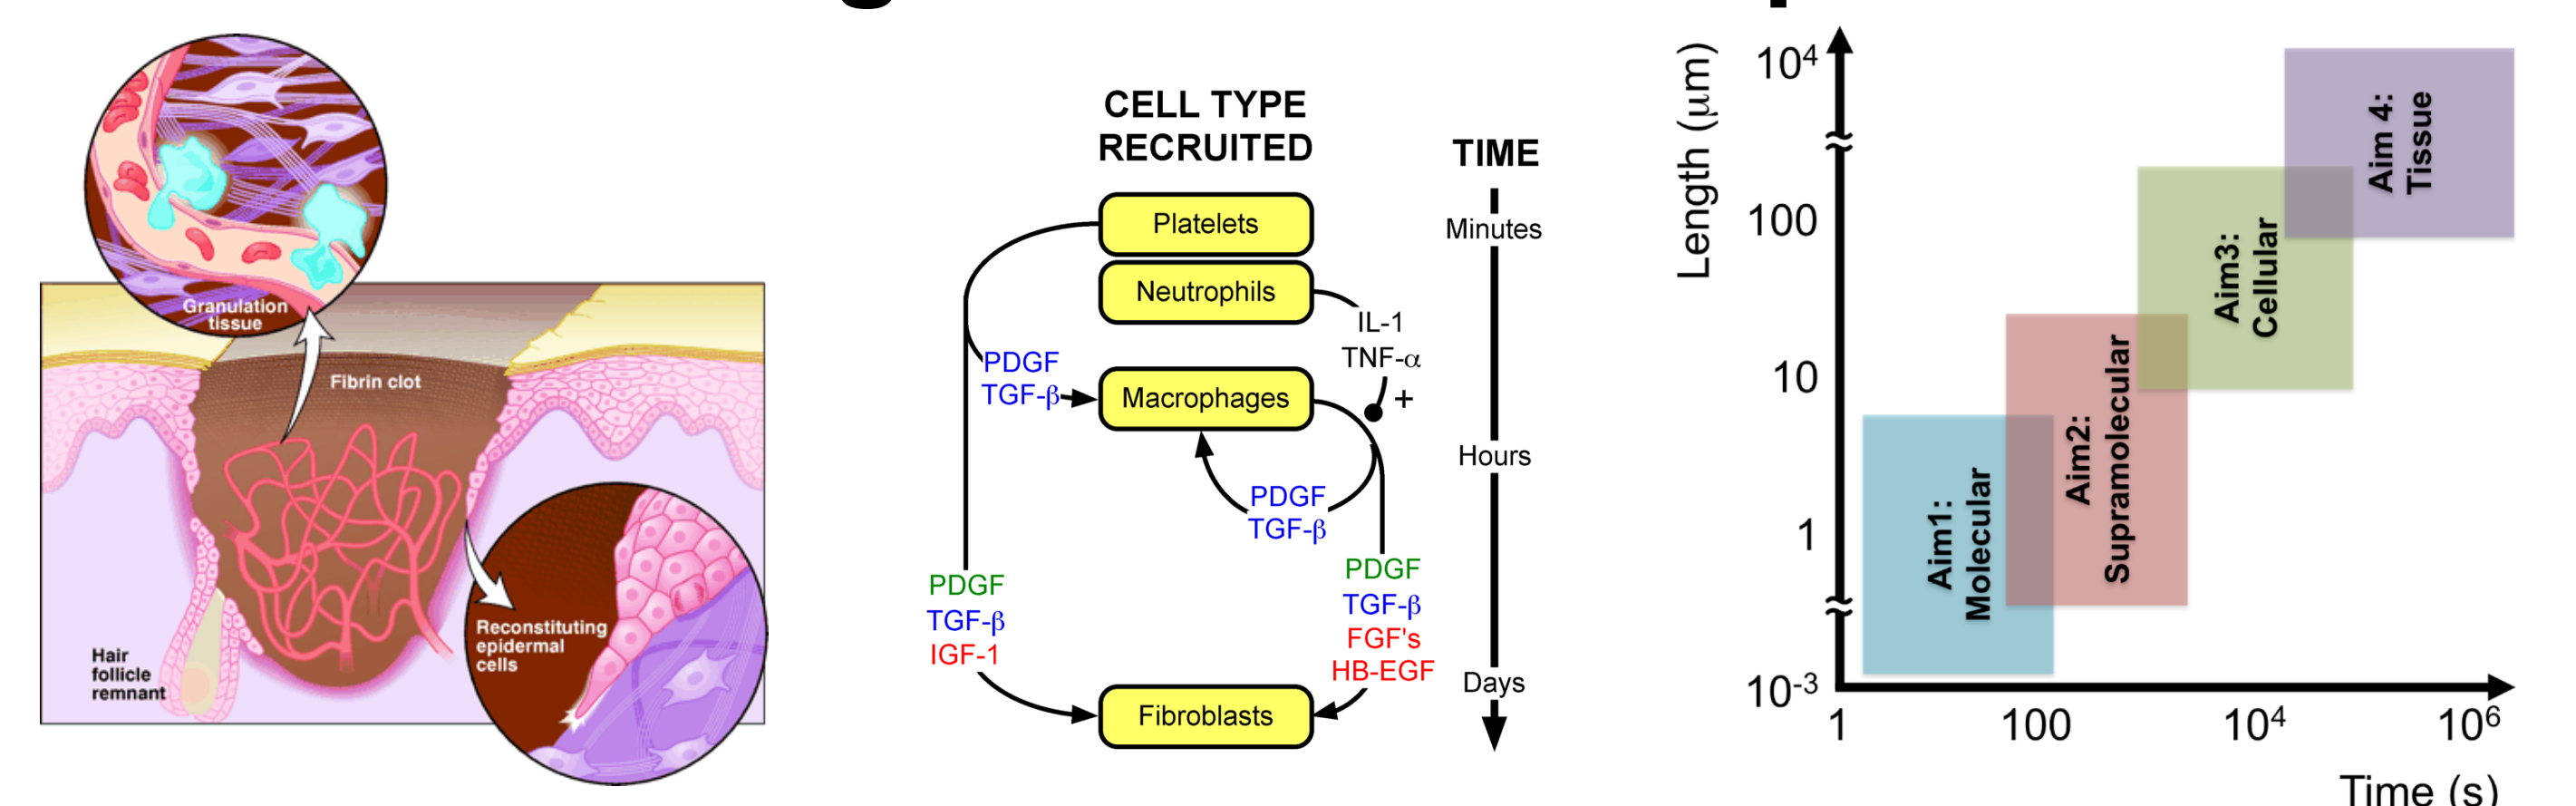 Granulation
tissue
Fibrin clot
Reconstituting
epidermal
cells
Hair
follicle
remnant
CELL TYPE
RECRUITED
TIME
Platelets
Minutes
Neutrophils
IL-1
TNF-α
PDGF
TGF-β
Macrophages
+
Hours
PDGF
TGF-β
PDGF
TGF-β
IGF-1
PDGF
TGF-β
FGF's
HB-EGF
Days
Fibroblasts
Length (μm)
10⁴
100
10
1
10⁻³
Aim1:
Molecular
Aim2:
Supramolecular
Aim3:
Cellular
Aim 4:
Tissue
1
100
10⁴
10⁶
Time (s)